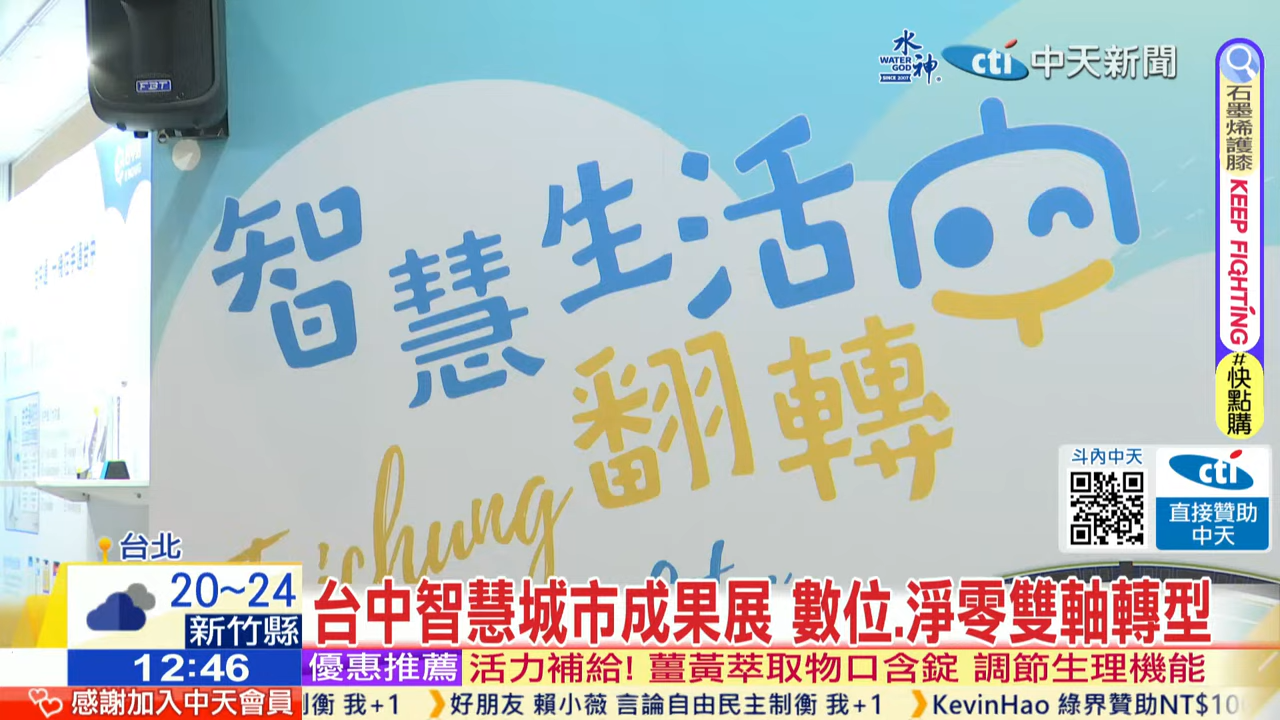 FBT
水神
WATER GOD
SINCE 2007
cti 中天新聞
石墨烯護膝 KEEP FIGHTING #快點購
智慧生活
翻轉
Taichung
斗內中天
cti
直接贊助
中天
台北
20~24
新竹縣
12:46
台中智慧城市成果展 數位.淨零雙軸轉型
優惠推薦 活力補給! 薑黃萃取物口含錠 調節生理機能
感謝加入中天會員 制衡 我+1 》好朋友 賴小薇 言論自由民主制衡 我+1 》KevinHao 綠界贊助NT$10